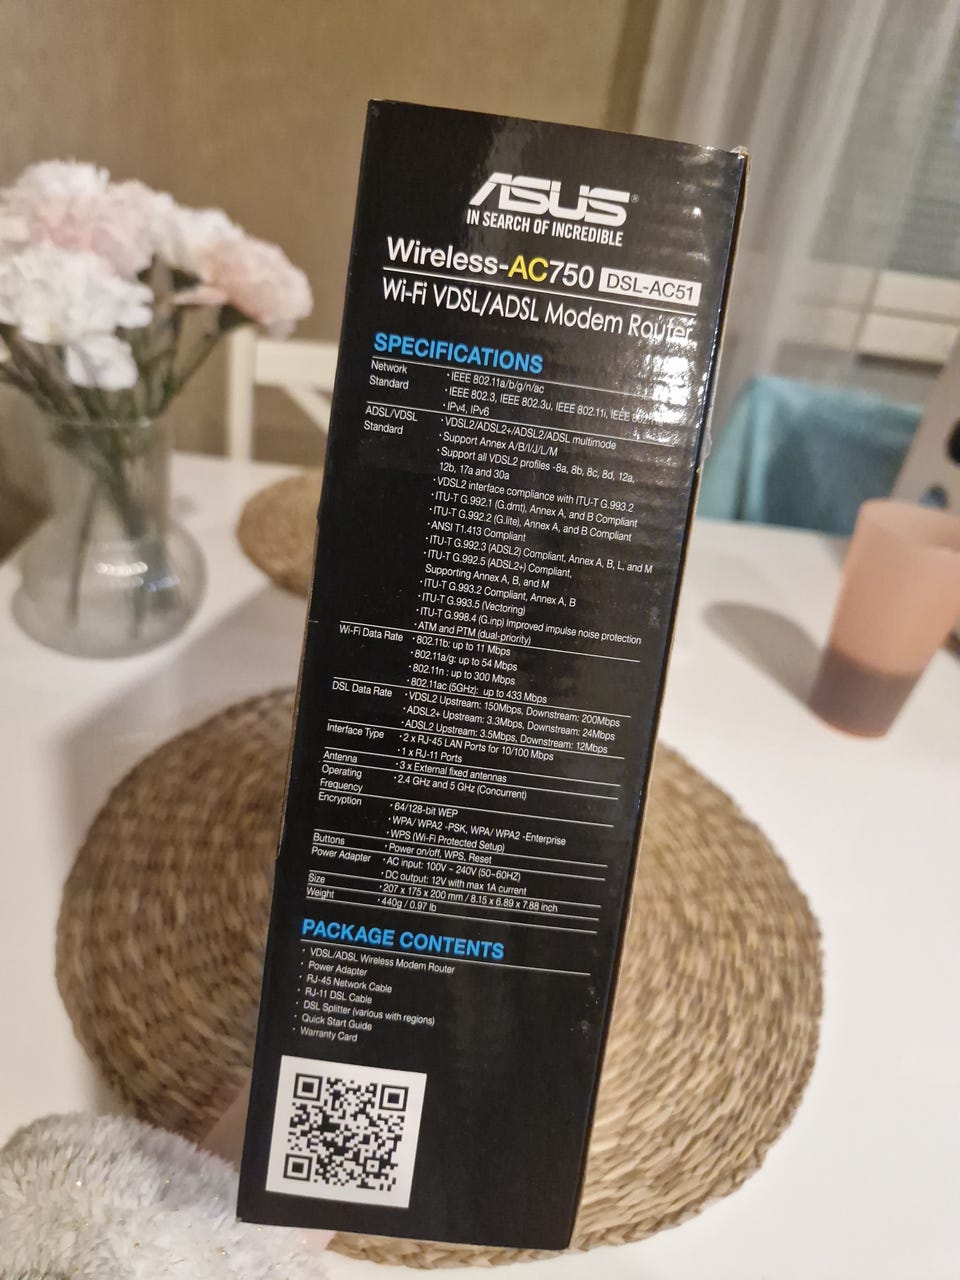 ASUS
IN SEARCH OF INCREDIBLE
Wireless-AC750 DSL-AC51
Wi-Fi VDSL/ADSL Modem Router
SPECIFICATIONS
Network Standard
· IEEE 802.11a/b/g/n/ac
· IEEE 802.3, IEEE 802.3u, IEEE 802.11i, IEEE
· IPv4, IPv6
ADSL/VDSL Standard
· VDSL2/ADSL2+/ADSL2/ADSL multimode
· Support Annex A/B/I/J/L/M
· Support all VDSL2 profiles -8a, 8b, 8c, 8d, 12a,
12b, 17a and 30a
· VDSL2 interface compliance with ITU-T G.993.2
· ITU-T G.992.1 (G.dmt), Annex A, and B Compliant
· ITU-T G.992.2 (G.lite), Annex A, and B Compliant
· ANSI T1.413 Compliant
· ITU-T G.992.3 (ADSL2) Compliant, Annex A, B, L, and M
· ITU-T G.992.5 (ADSL2+) Compliant,
Supporting Annex A, B, and M
· ITU-T G.993.2 Compliant, Annex A, B
· ITU-T G.993.5 (Vectoring)
· ITU-T G.998.4 (G.inp) Improved impulse noise protection
· ATM and PTM (dual-priority)
Wi-Fi Data Rate
· 802.11b: up to 11 Mbps
· 802.11a/g: up to 54 Mbps
· 802.11n : up to 300 Mbps
· 802.11ac (5GHz): up to 433 Mbps
DSL Data Rate
· VDSL2 Upstream: 150Mbps, Downstream: 200Mbps
· ADSL2+ Upstream: 3.3Mbps, Downstream: 24Mbps
· ADSL2 Upstream: 3.5Mbps, Downstream: 12Mbps
Interface Type
· 2 x RJ-45 LAN Ports for 10/100 Mbps
· 1 x RJ-11 Ports
Antenna
· 3 x External fixed antennas
Operating Frequency
· 2.4 GHz and 5 GHz (Concurrent)
Encryption
· 64/128-bit WEP
· WPA/ WPA2 -PSK, WPA/ WPA2 -Enterprise
· WPS (Wi-Fi Protected Setup)
Buttons
· Power on/off, WPS, Reset
Power Adapter
· AC input: 100V ~ 240V (50~60HZ)
· DC output: 12V with max 1A current
Size
· 207 x 175 x 200 mm / 8.15 x 6.89 x 7.88 inch
Weight
· 440g / 0.97 lb
PACKAGE CONTENTS
· VDSL/ADSL Wireless Modem Router
· Power Adapter
· RJ-45 Network Cable
· RJ-11 DSL Cable
· DSL Splitter (various with regions)
· Quick Start Guide
· Warranty Card